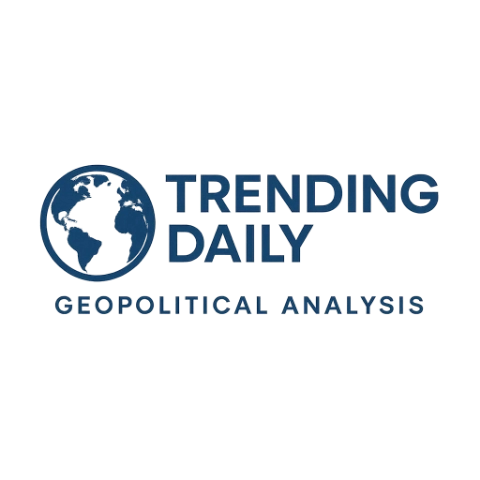 TRENDING
DAILY
GEOPOLITICAL ANALYSIS